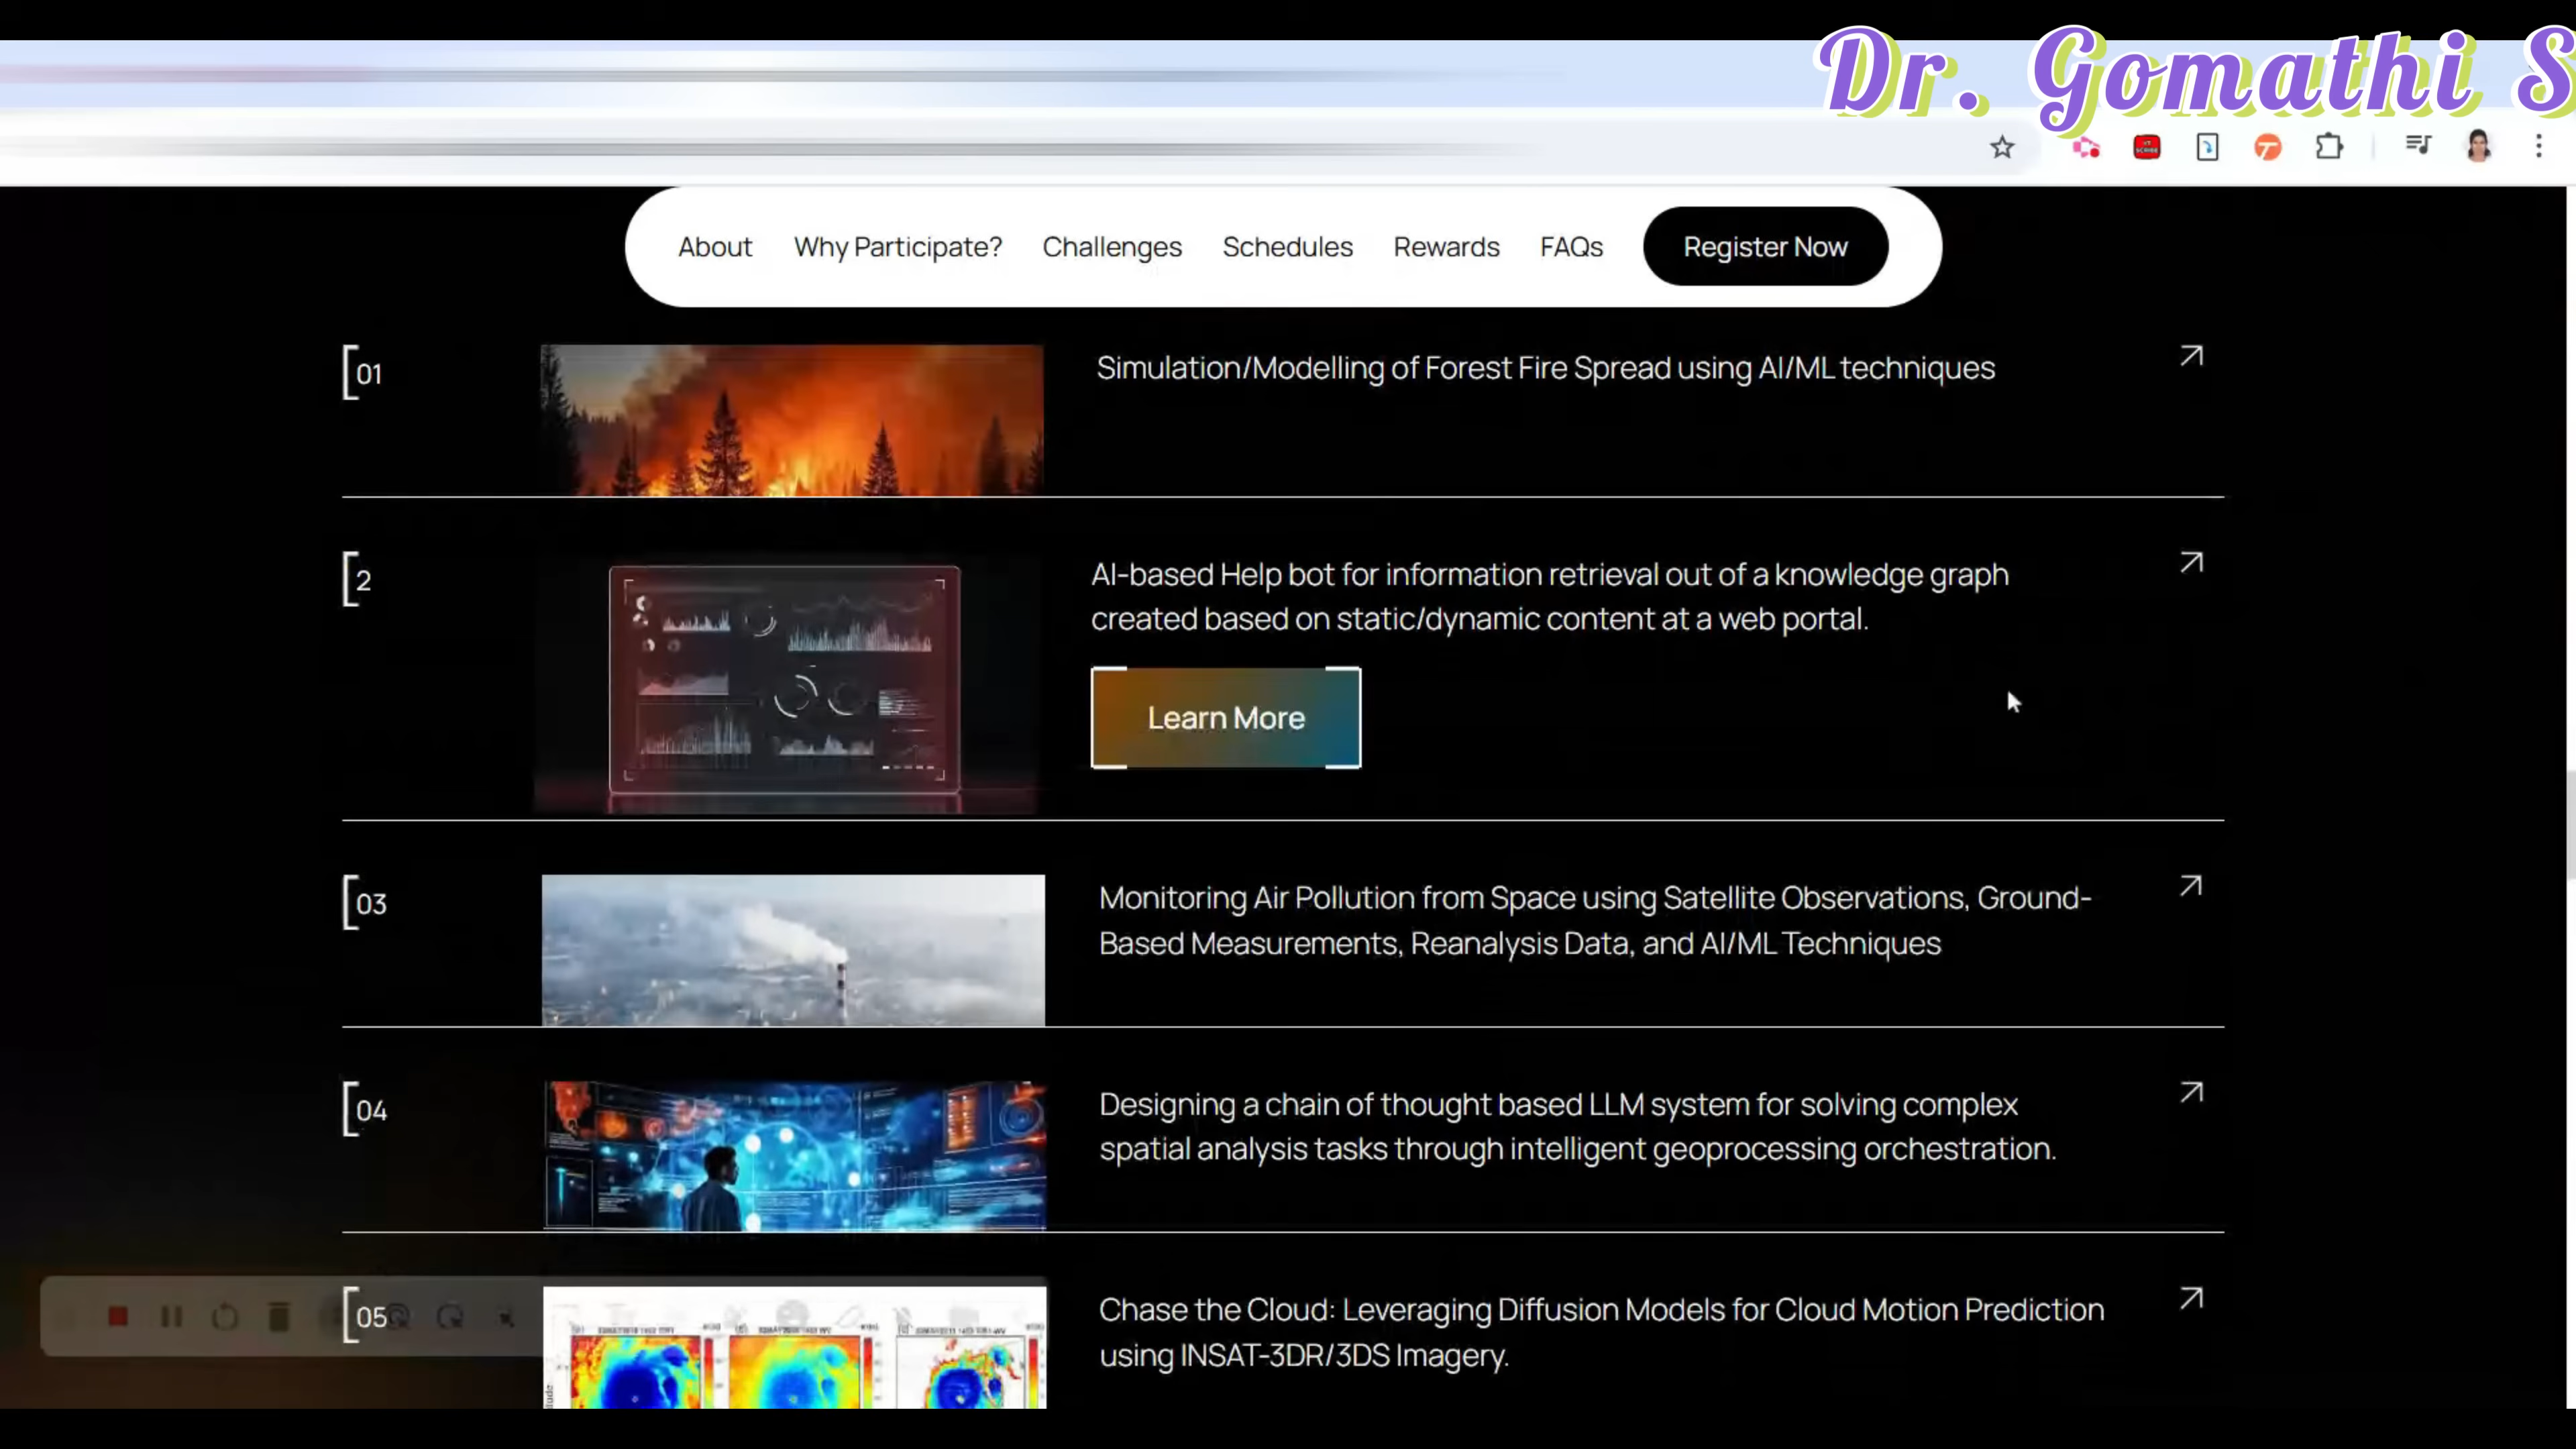 Dr. Gomathi S
About Why Participate? Challenges Schedules Rewards FAQs Register Now
01
Simulation/Modelling of Forest Fire Spread using AI/ML techniques
2
AI-based Help bot for information retrieval out of a knowledge graph
created based on static/dynamic content at a web portal.
Learn More
03
Monitoring Air Pollution from Space using Satellite Observations, Ground-
Based Measurements, Reanalysis Data, and AI/ML Techniques
04
Designing a chain of thought based LLM system for solving complex
spatial analysis tasks through intelligent geoprocessing orchestration.
05
Chase the Cloud: Leveraging Diffusion Models for Cloud Motion Prediction
using INSAT-3DR/3DS Imagery.